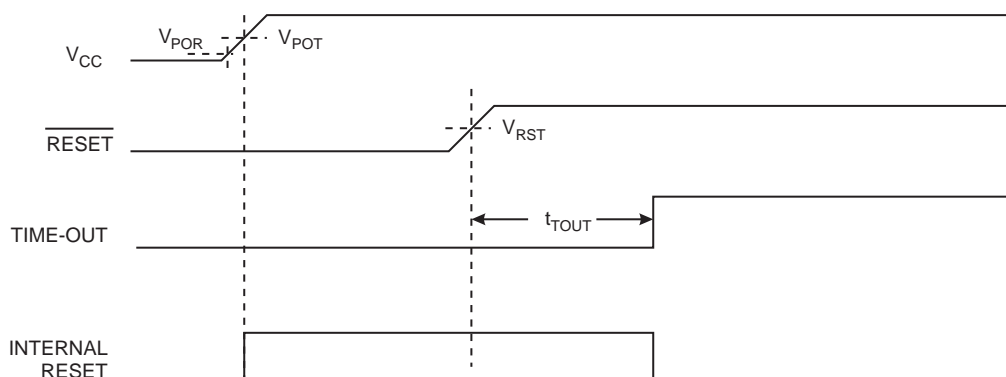 V_POR
V_POT
V_CC
RESET
V_RST
TIME-OUT
t_TOUT
INTERNAL
RESET